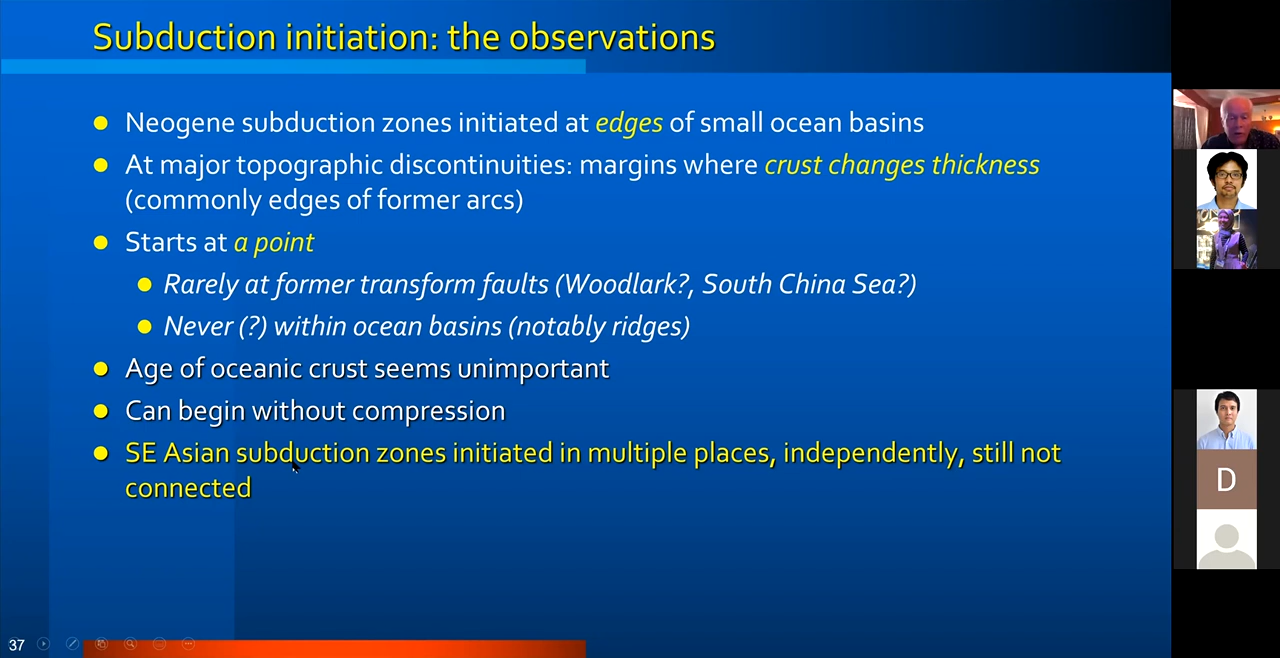 Subduction initiation: the observations
Neogene subduction zones initiated at edges of small ocean basins
At major topographic discontinuities: margins where crust changes thickness
(commonly edges of former arcs)
Starts at a point
Rarely at former transform faults (Woodlark?, South China Sea?)
Never (?) within ocean basins (notably ridges)
Age of oceanic crust seems unimportant
Can begin without compression
SE Asian subduction zones initiated in multiple places, independently, still not
connected
37
D